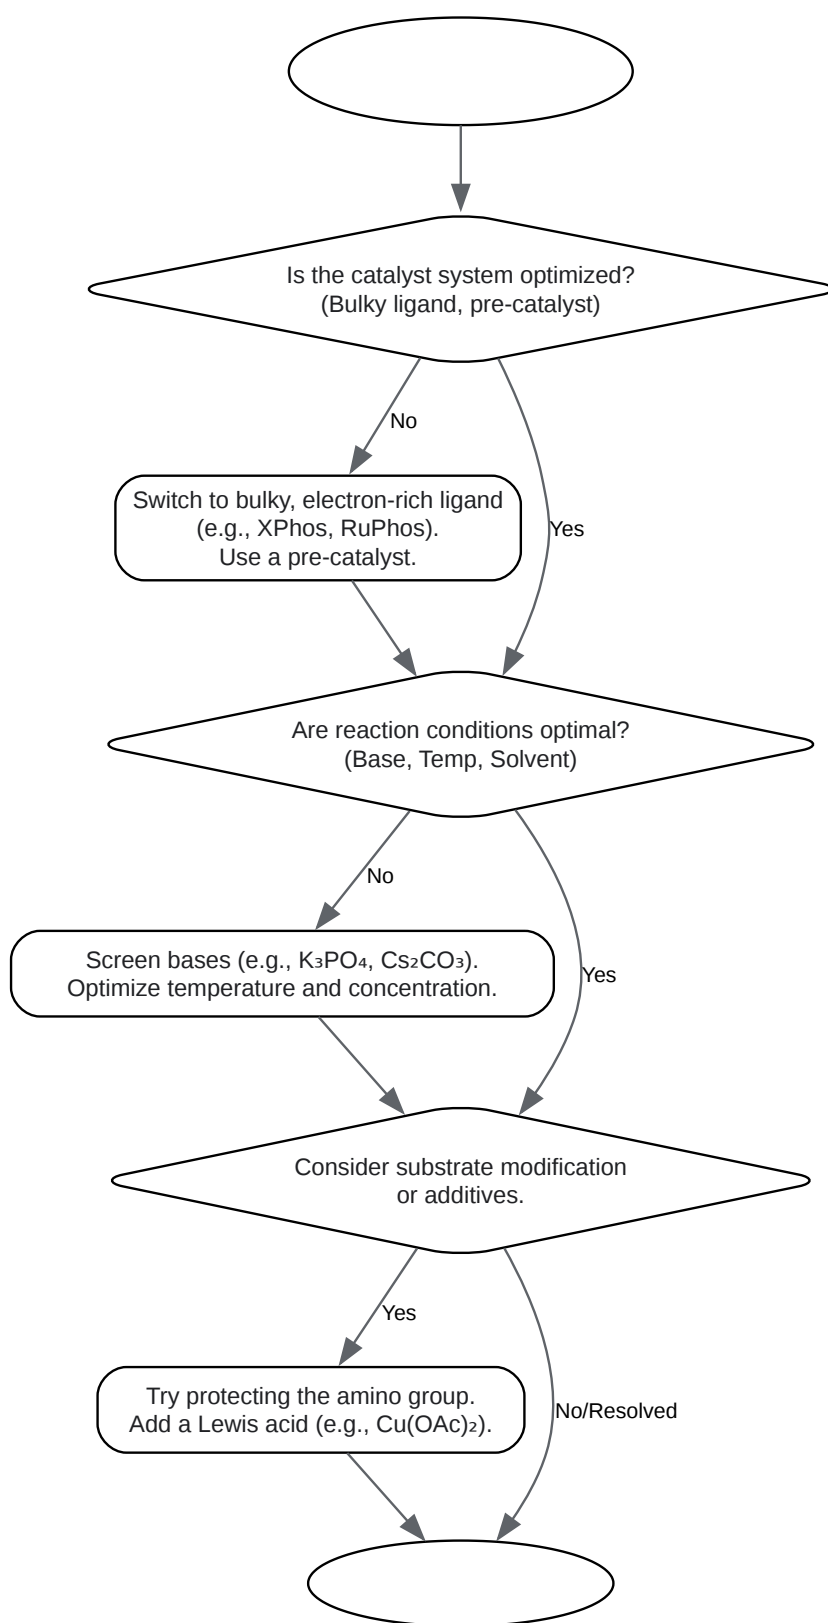 Is the catalyst system optimized?
(Bulky ligand, pre-catalyst)
No
Switch to bulky, electron-rich ligand
(e.g., XPhos, RuPhos).
Use a pre-catalyst.
Yes
Are reaction conditions optimal?
(Base, Temp, Solvent)
No
Screen bases (e.g., K₃PO₄, Cs₂CO₃).
Optimize temperature and concentration.
Yes
Consider substrate modification
or additives.
Yes
Try protecting the amino group.
Add a Lewis acid (e.g., Cu(OAc)₂).
No/Resolved